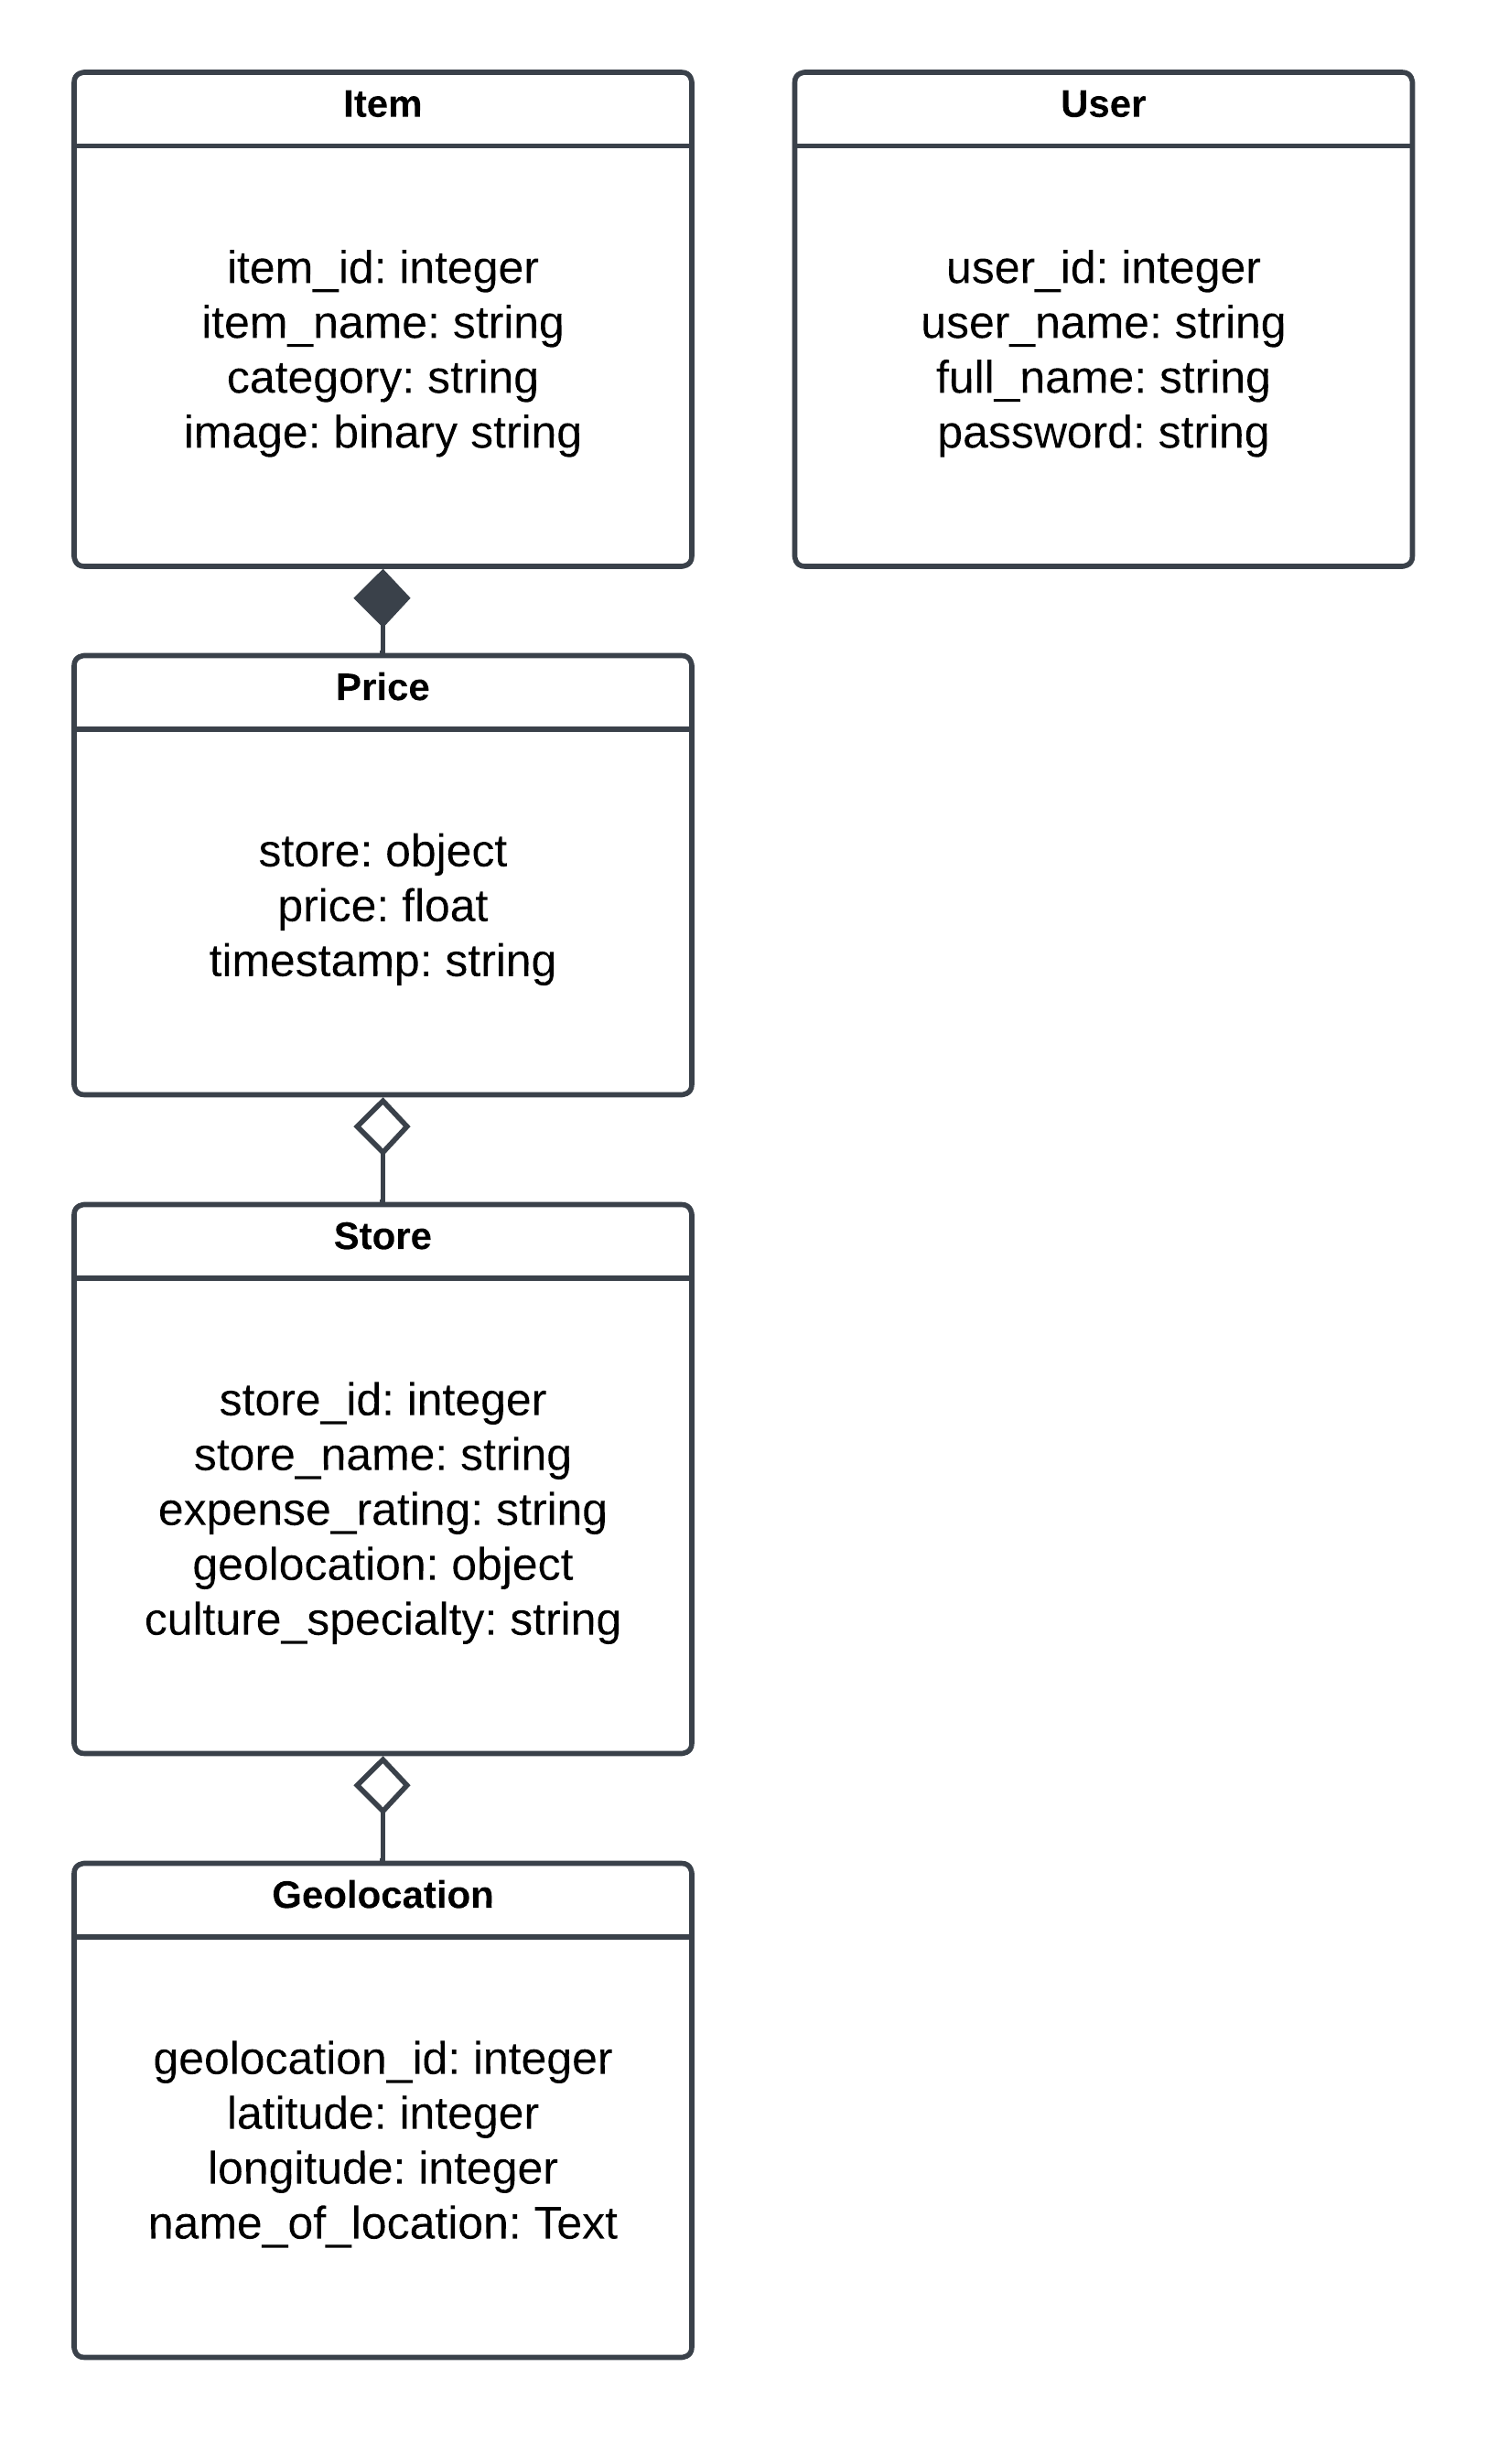 Item
item_id: integer
item_name: string
category: string
image: binary string
User
user_id: integer
user_name: string
full_name: string
password: string
Price
store: object
price: float
timestamp: string
Store
store_id: integer
store_name: string
expense_rating: string
geolocation: object
culture_specialty: string
Geolocation
geolocation_id: integer
latitude: integer
longitude: integer
name_of_location: Text